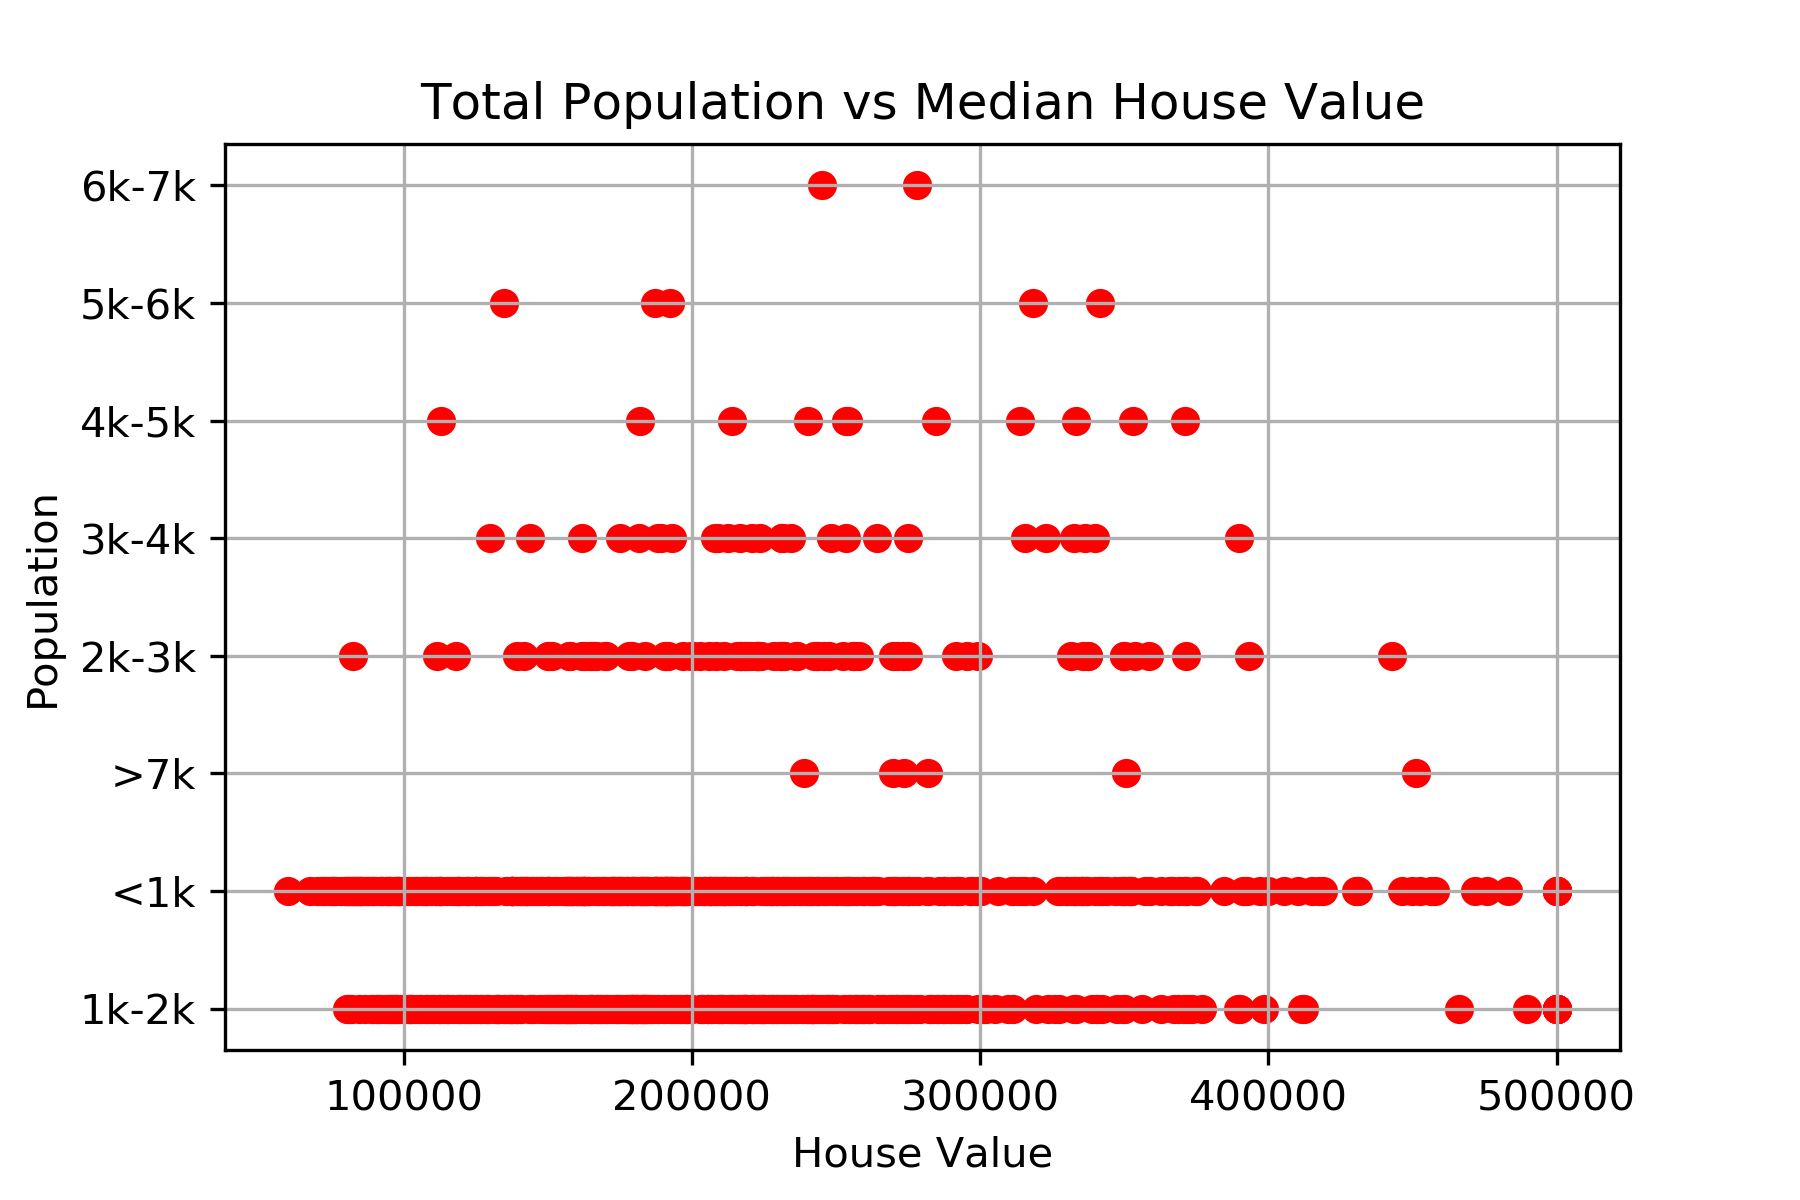 Total Population vs Median House Value
6k-7k
5k-6k
4k-5k
3k-4k
2k-3k
>7k
<1k
1k-2k
Population
100000 200000 300000 400000 500000
House Value